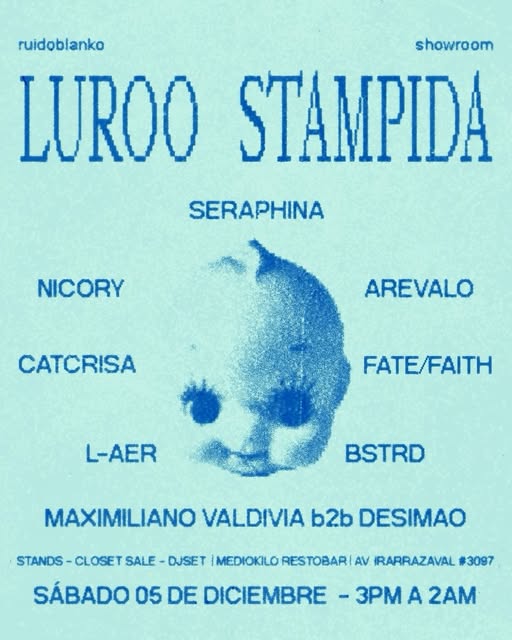 ruidoblanko showroom
LUROO STAMPIDA
SERAPHINA
NICORY AREVALO
CATCRISA FATE/FAITH
L-AER BSTRD
MAXIMILIANO VALDIVIA b2b DESIMAO
STANDS - CLOSET SALE - DJSET | MEDIOKILO RESTOBAR | AV IRARRAZAVAL #3097
SÁBADO 05 DE DICIEMBRE - 3PM A 2AM